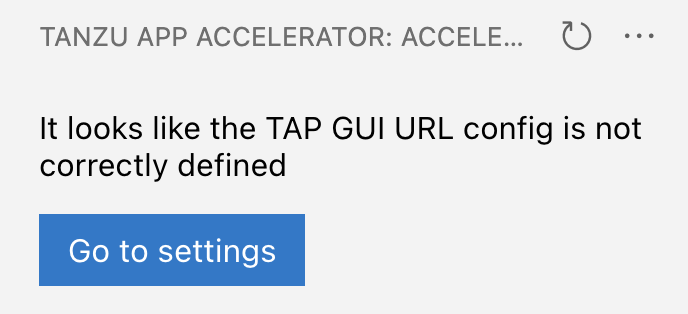 TANZU APP ACCELERATOR: ACCELE...
It looks like the TAP GUI URL config is not
correctly defined
Go to settings